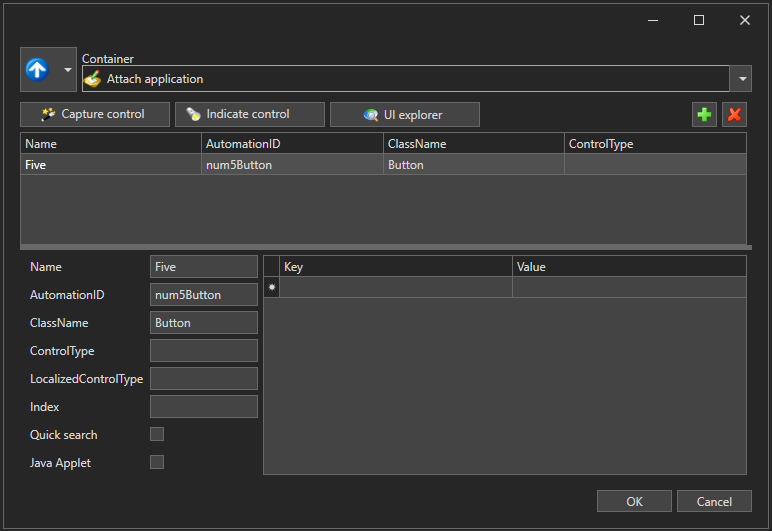 Container
Attach application
Capture control Indicate control UI explorer
Name AutomationID ClassName ControlType
Five num5Button Button
Name Five Key Value
AutomationID num5Button
ClassName Button
ControlType
LocalizedControlType
Index
Quick search
Java Applet
OK Cancel